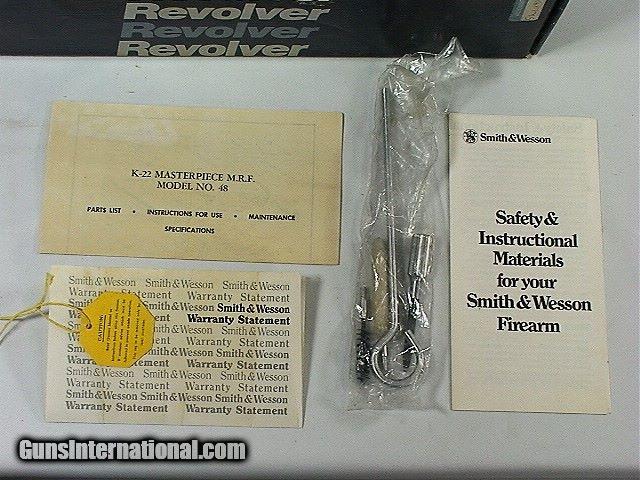 Revolver
Revolver
Revolver
K-22 MASTERPIECE M.R.F.
MODEL NO. 48
PARTS LIST • INSTRUCTIONS FOR USE • MAINTENANCE
SPECIFICATIONS
Smith & Wesson
Safety &
Instructional
Materials
for your
Smith & Wesson
Firearm
Smith & Wesson Smith & Wesson Smith & Wesson
Warranty Statement Warranty Statement
Smith & Wesson Smith & Wesson
Warranty Statement
Smith & Wesson
Warranty Statement Warranty Statement
Smith & Wesson Smith & Wesson Smith & Wesson
Warranty Statement Warranty Statement
Smith & Wesson Smith & Wesson Smith & Wesson
Warranty Statement Warranty Statement
CAUTION:
GunsInternational.com